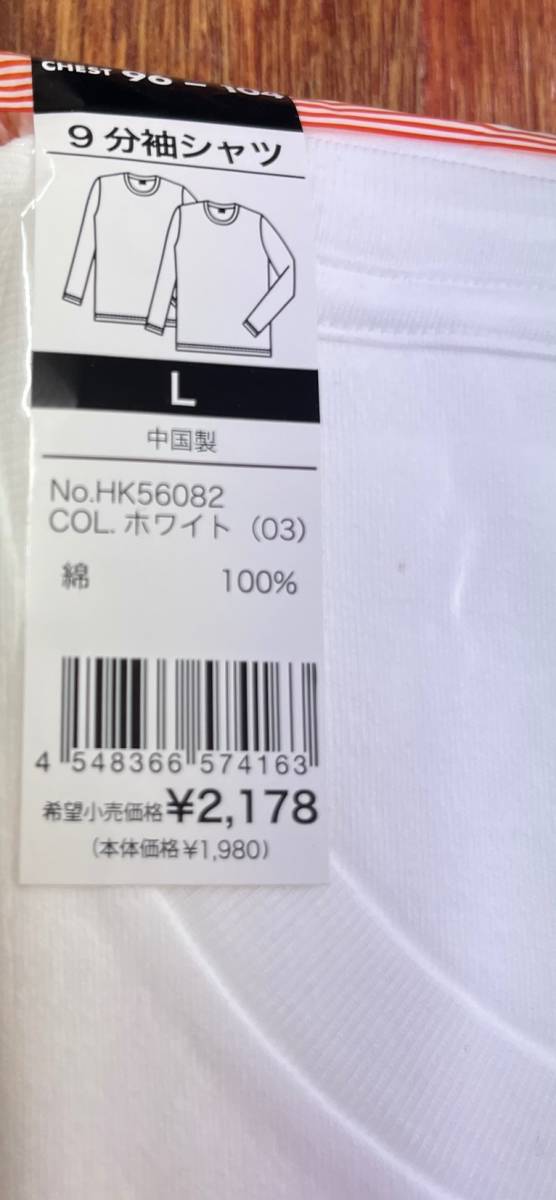 CHEST 96 - 104
9分袖シャツ
L
中国製
No.HK56082
COL. ホワイト (03)
綿 100%
4 548366 574163
希望小売価格¥2,178
(本体価格¥1,980)